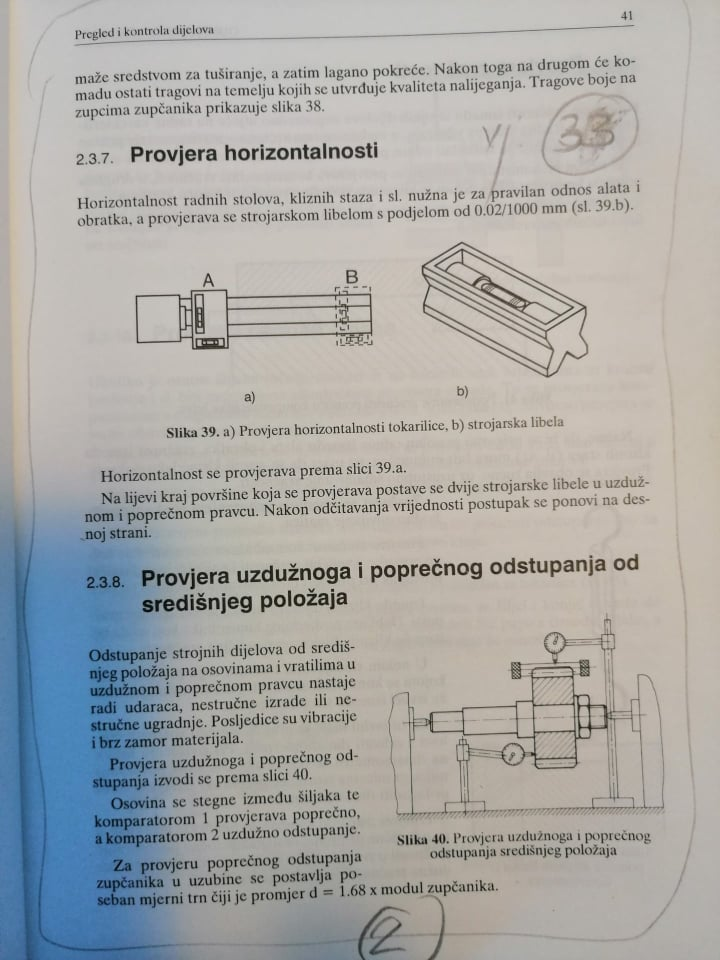 Pregled i kontrola dijelova
41
maže sredstvom za tuširanje, a zatim lagano pokreće. Nakon toga na drugom će ko-
madu ostati tragovi na temelju kojih se utvrđuje kvaliteta nalijeganja. Tragove boje na
zupcima zupčanika prikazuje slika 38.
33
2.3.7. Provjera horizontalnosti
Horizontalnost radnih stolova, kliznih staza i sl. nužna je za pravilan odnos alata i
obratka, a provjerava se strojarskom libelom s podjelom od 0.02/1000 mm (sl. 39.b).
A
B
a)
b)
Slika 39. a) Provjera horizontalnosti tokarilice, b) strojarska libela
Horizontalnost se provjerava prema slici 39.a.
Na lijevi kraj površine koja se provjerava postave se dvije strojarske libele u uzduž-
nom i poprečnom pravcu. Nakon odčitavanja vrijednosti postupak se ponovi na des-
noj strani.
2.3.8. Provjera uzdužnoga i poprečnog odstupanja od
središnjeg položaja
Odstupanje strojnih dijelova od središ-
njeg položaja na osovinama i vratilima u
uzdužnom i poprečnom pravcu nastaje
radi udaraca, nestručne izrade ili ne-
stručne ugradnje. Posljedice su vibracije
i brz zamor materijala.
Provjera uzdužnoga i poprečnog od-
stupanja izvodi se prema slici 40.
Osovina se stegne između šiljaka te
komparatorom 1 provjerava poprečno,
a komparatorom 2 uzdužno odstupanje.
Za provjeru poprečnog odstupanja
zupčanika u uzubine se postavlja po-
seban mjerni trn čiji je promjer d = 1.68 x modul zupčanika.
Slika 40. Provjera uzdužnoga i poprečnog
odstupanja središnjeg položaja
2